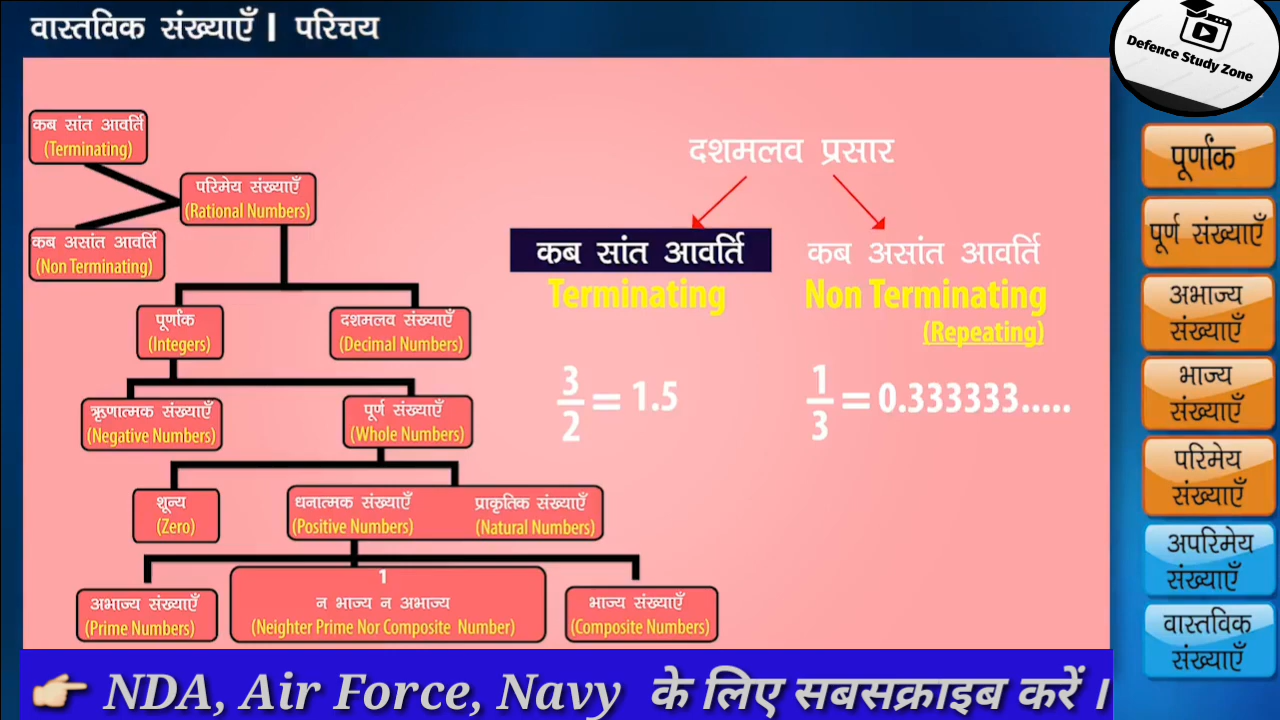 वास्तविक संख्याएँ | परिचय
Defence Study Zone
कब सांत आवर्ति
(Terminating)
परिमेय संख्याएँ
(Rational Numbers)
कब असांत आवर्ति
(Non Terminating)
पूर्णांक
(Integers)
दशमलव संख्याएँ
(Decimal Numbers)
ऋणात्मक संख्याएँ
(Negative Numbers)
पूर्ण संख्याएँ
(Whole Numbers)
शून्य
(Zero)
धनात्मक संख्याएँ
(Positive Numbers)
प्राकृतिक संख्याएँ
(Natural Numbers)
अभाज्य संख्याएँ
(Prime Numbers)
1
न भाज्य न अभाज्य
(Neighter Prime Nor Composite Number)
भाज्य संख्याएँ
(Composite Numbers)
दशमलव प्रसार
कब सांत आवर्ति
Terminating
3/2 = 1.5
कब असांत आवर्ति
Non Terminating
(Repeating)
1/3 = 0.333333.....
पूर्णांक
पूर्ण संख्याएँ
अभाज्य
संख्याएँ
भाज्य
संख्याएँ
परिमेय
संख्याएँ
अपरिमेय
संख्याएँ
वास्तविक
संख्याएँ
👉 NDA, Air Force, Navy के लिए सबसक्राइब करें।